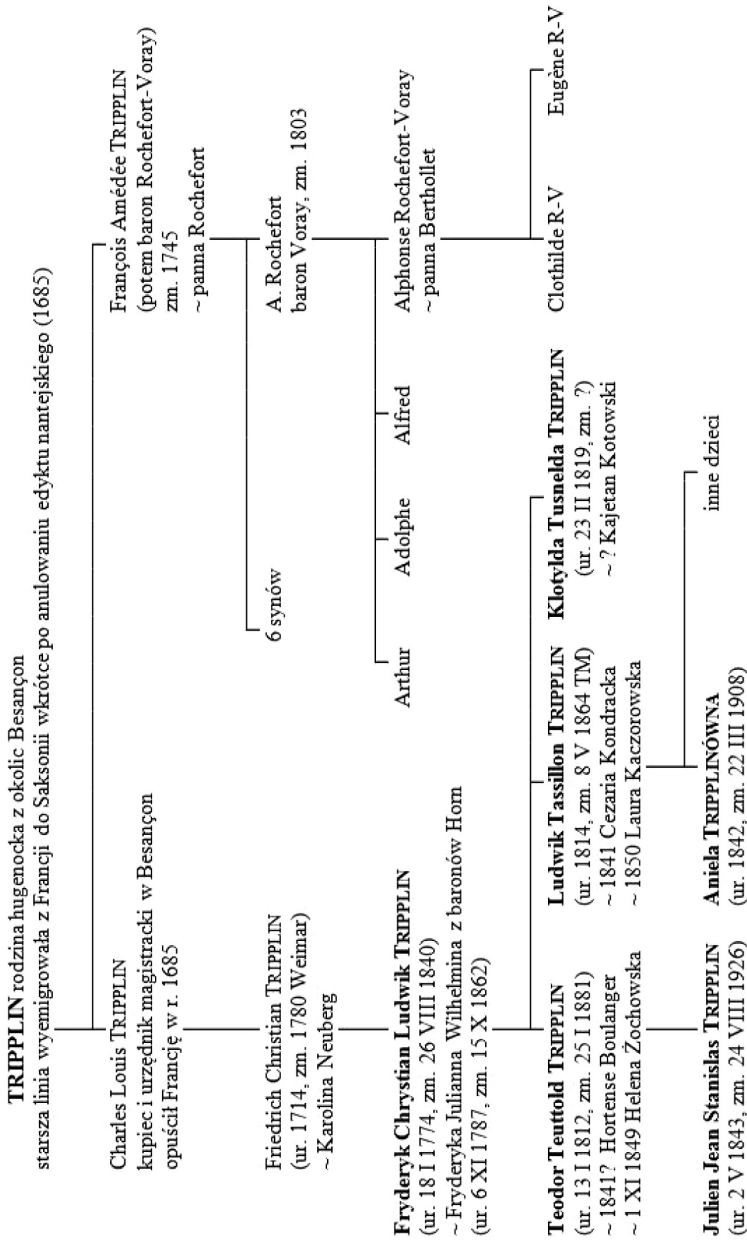 TRIPPLIN rodzina hugenocka z okolic Besançon
starsza linia wyemigrowała z Francji do Saksonii wkrótce po anulowaniu edyktu nantejskiego (1685)
Charles Louis TRIPPLIN
kupiec i urzędnik magistracki w Besançon
opuścił Francję w r. 1685
François Amédée TRIPPLIN
(potem baron Rochefort-Voray)
zm. 1745
~ panna Rochefort
Friedrich Christian TRIPPLIN
(ur. 1714, zm. 1780 Weimar)
~ Karolina Neuberg
6 synów
A. Rochefort
baron Voray, zm. 1803
Fryderyk Chrystian Ludwik TRIPPLIN
(ur. 18 I 1774, zm. 26 VIII 1840)
~ Fryderyka Julianna Wilhelmina z baronów Horn
(ur. 6 XI 1787, zm. 15 X 1862)
Arthur
Adolphe
Alfred
Alphonse Rochefort-Voray
~ panna Berthollet
Teodor Teuttold TRIPPLIN
(ur. 13 I 1812, zm. 25 I 1881)
~ 1841? Hortense Boulanger
~ 1 XI 1849 Helena Żochowska
Ludwik Tassillon TRIPPLIN
(ur. 1814, zm. 8 V 1864 TM)
~ 1841 Cezaria Kondracka
~ 1850 Laura Kaczorowska
Klotylda Tusnelda TRIPPLIN
(ur. 23 II 1819, zm. ?)
~ ? Kajetan Kotowski
Clothilde R-V
Eugène R-V
Julien Jean Stanislas TRIPPLIN
(ur. 2 V 1843, zm. 24 VIII 1926)
Aniela TRIPPLINÓWNA
(ur. 1842, zm. 22 III 1908)
inne dzieci